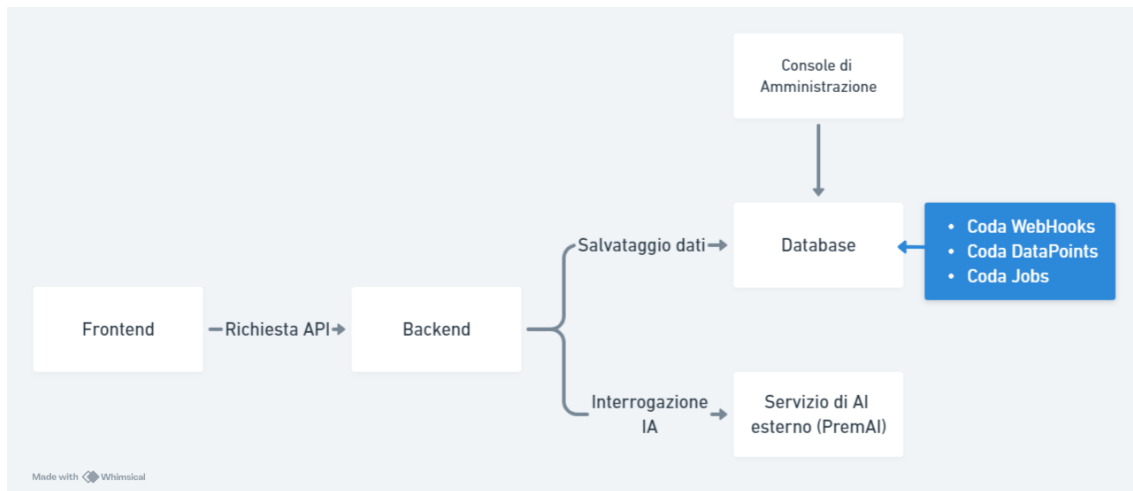 Console di
Amministrazione
Salvataggio dati
Database
• Coda WebHooks
• Coda DataPoints
• Coda Jobs
Frontend
Richiesta API
Backend
Interrogazione
IA
Servizio di AI
esterno (PremAI)
Made with Whimsical